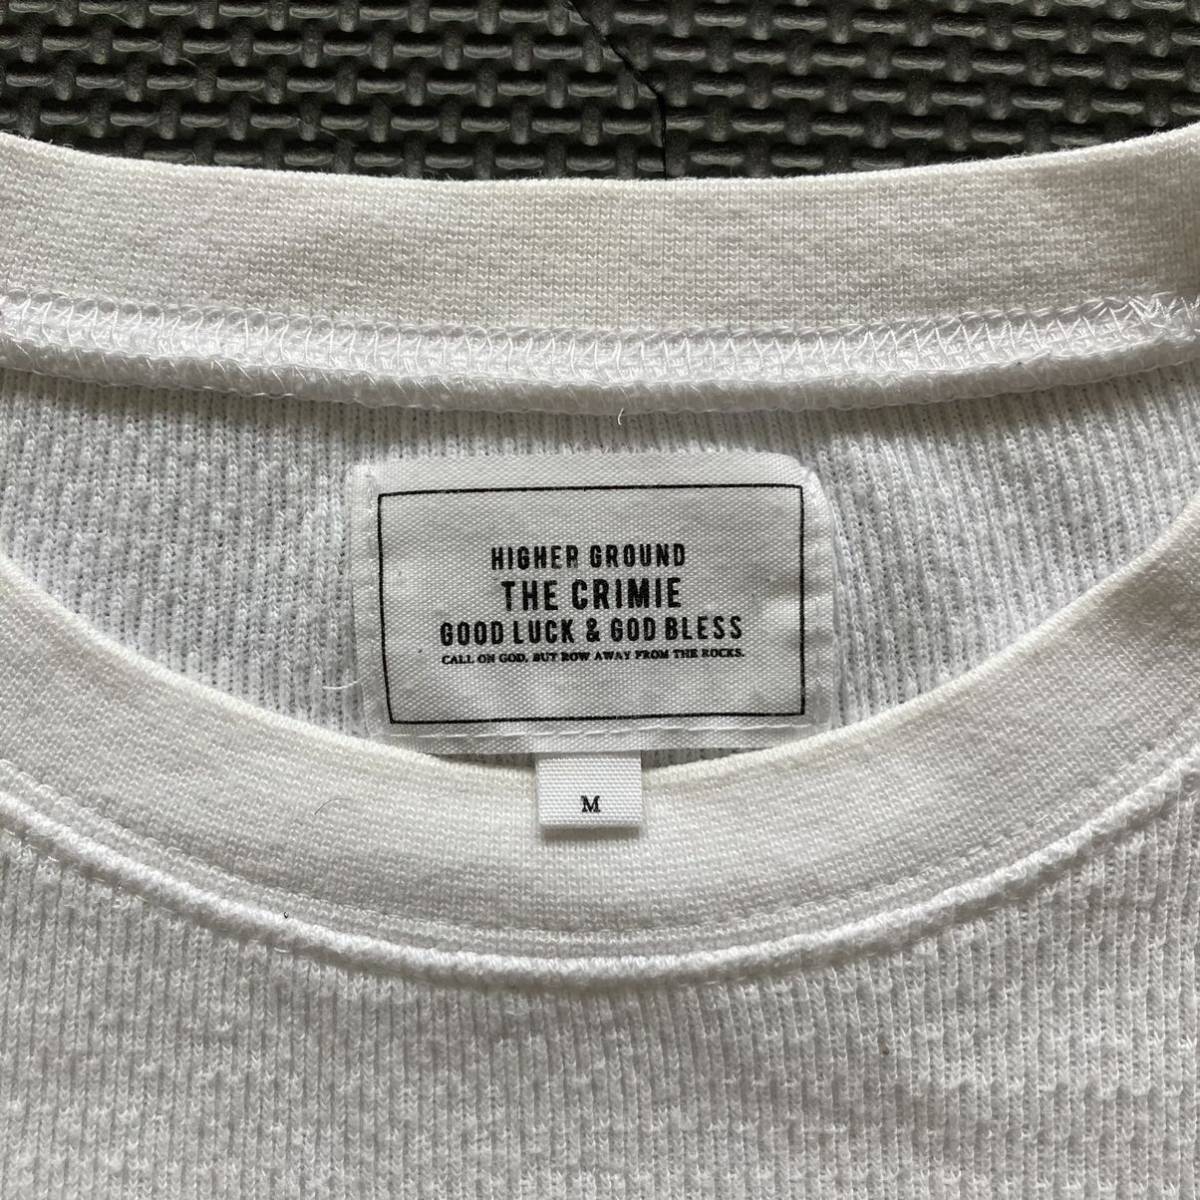 HIGHER GROUND
THE CRIMIE
GOOD LUCK & GOD BLESS
CALL ON GOD, BUT ROW AWAY FROM THE ROCKS.
M